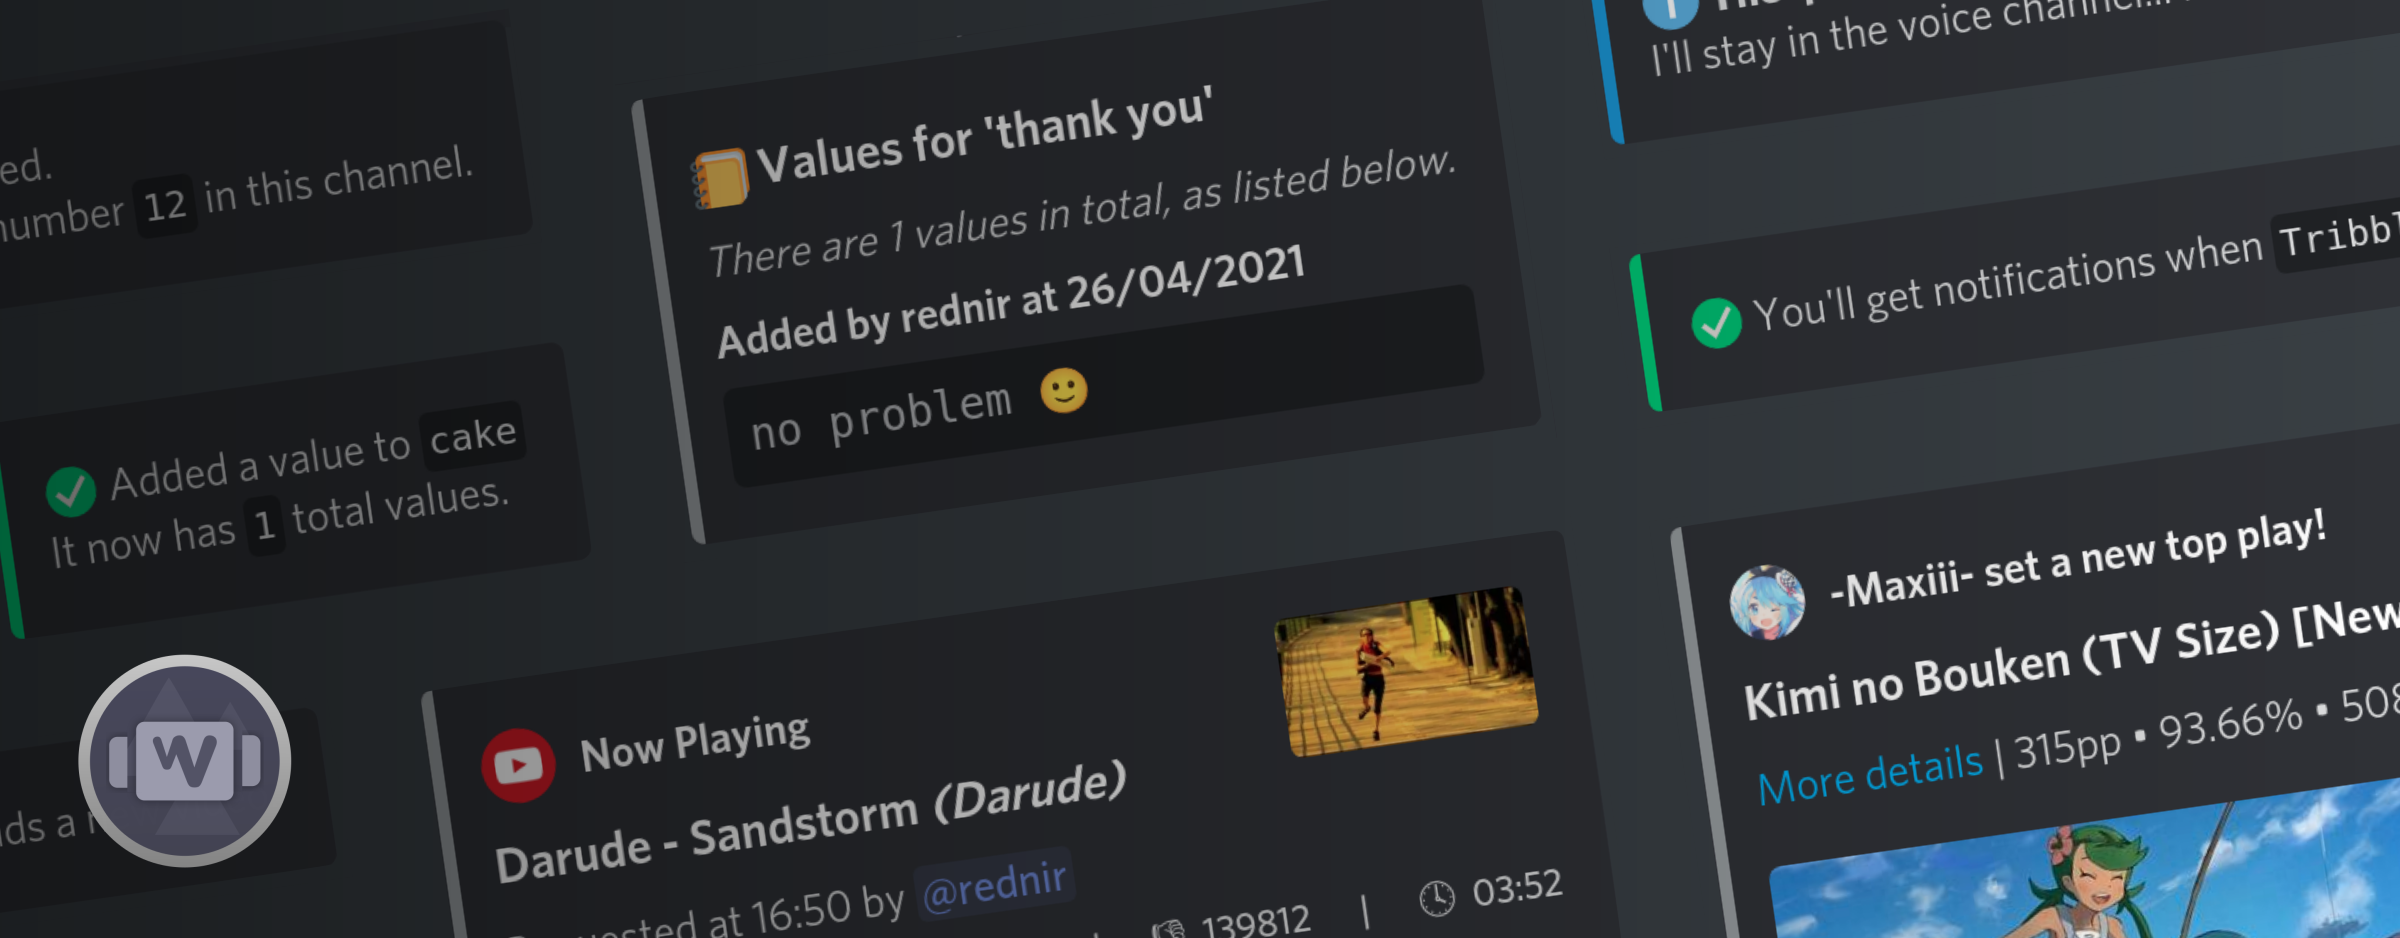 ed.
number 12 in this channel.
Added a value to cake
It now has 1 total values.
ds a
W
Values for 'thank you'
There are 1 values in total, as listed below.
Added by rednir at 26/04/2021
no problem 🙂
Now Playing
Darude - Sandstorm (Darude)
at 16:50 by @rednir
139812 | 03:52
I'll stay in the voice channel...
You'll get notifications when Tribbl
-Maxiii- set a new top play!
Kimi no Bouken (TV Size) [New
More details | 315pp • 93.66% • 508